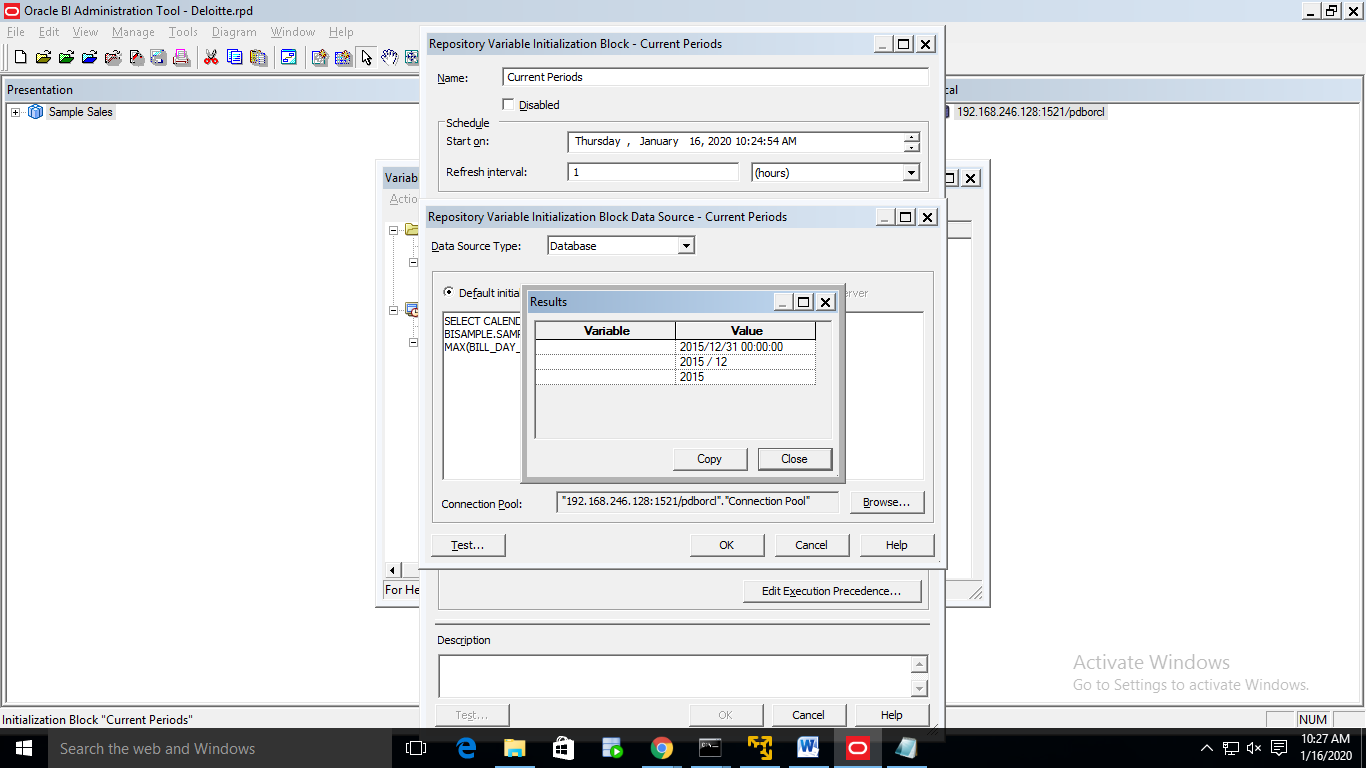 Oracle BI Administration Tool - Deloitte.rpd
File Edit View Manage Tools Diagram Window Help
Presentation
Sample Sales
cal
192.168.246.128:1521/pdborcl
Variab
Actio
For He
Repository Variable Initialization Block - Current Periods
Name: Current Periods
Disabled
Schedule
Start on: Thursday , January 16, 2020 10:24:54 AM
Refresh interval: 1 (hours)
Repository Variable Initialization Block Data Source - Current Periods
Data Source Type: Database
Default initia
erver
SELECT CALEND
BISAMPLE.SAMP
MAX(BILL_DAY_
Results
Variable Value
2015/12/31 00:00:00
2015 / 12
2015
Copy Close
Connection Pool: "192.168.246.128:1521/pdborcl"."Connection Pool" Browse...
Test... OK Cancel Help
Edit Execution Precedence...
Description
Test... OK Cancel Help
Activate Windows
Go to Settings to activate Windows.
Initialization Block "Current Periods"
NUM
Search the web and Windows
10:27 AM
1/16/2020